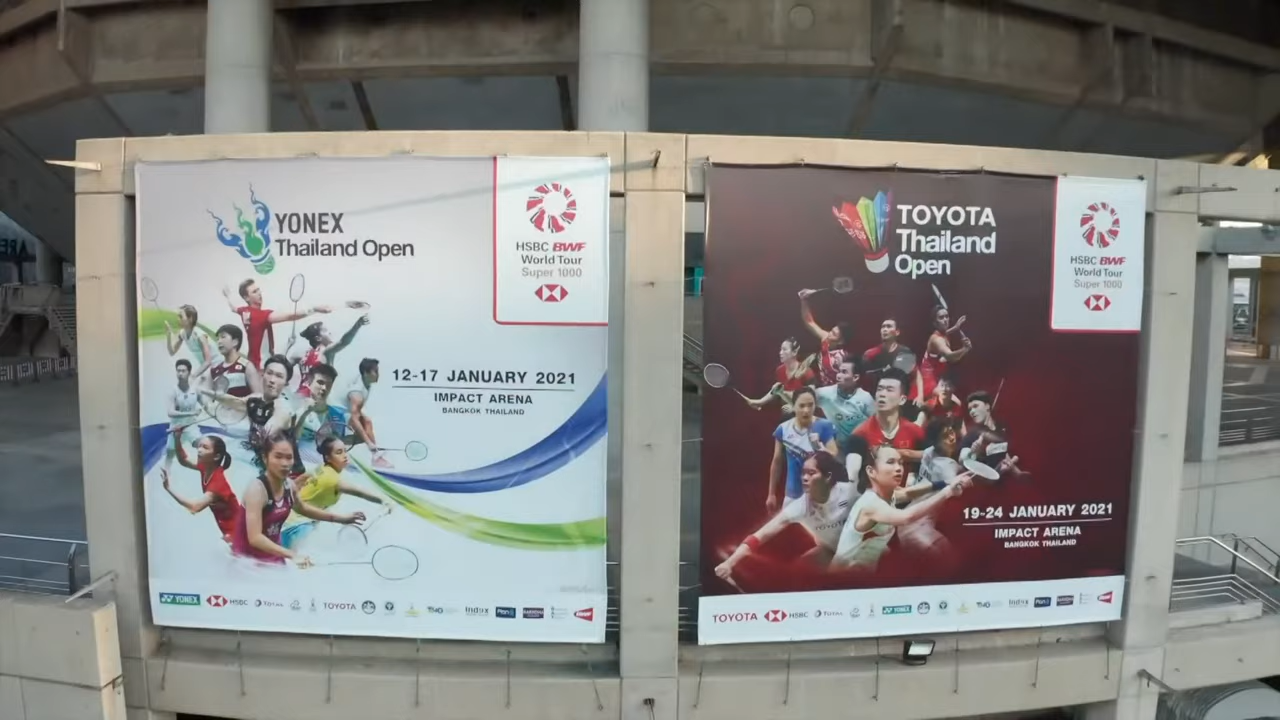 YONEX
Thailand Open
HSBC BWF
World Tour
Super 1000
12-17 JANUARY 2021
IMPACT ARENA
BANGKOK THAILAND
YONEX HSBC TOTAL TOYOTA
TOYOTA
Thailand
Open
HSBC BWF
World Tour
Super 1000
19-24 JANUARY 2021
IMPACT ARENA
BANGKOK THAILAND
TOYOTA HSBC TOTAL YONEX